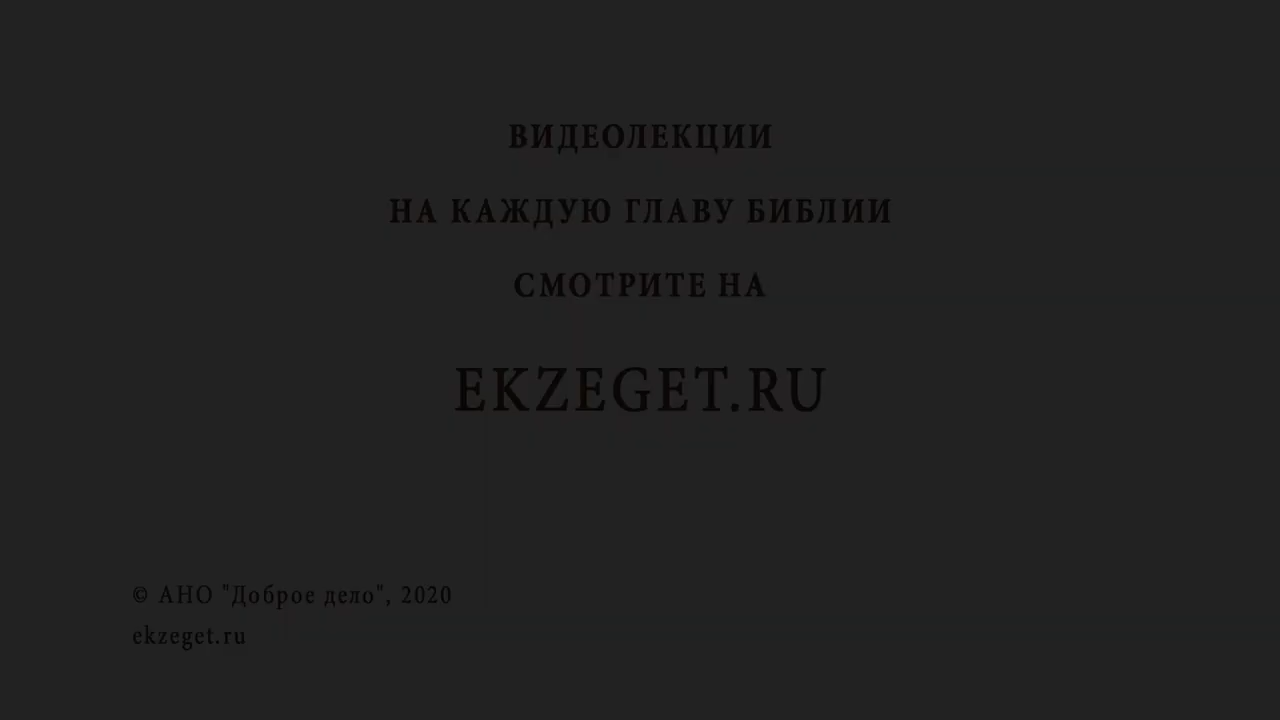 ВИДЕОЛЕКЦИИ
НА КАЖДУЮ ГЛАВУ БИБЛИИ
СМОТРИТЕ НА
EKZEGET.RU
© АНО "Доброе дело", 2020
ekzeget.ru